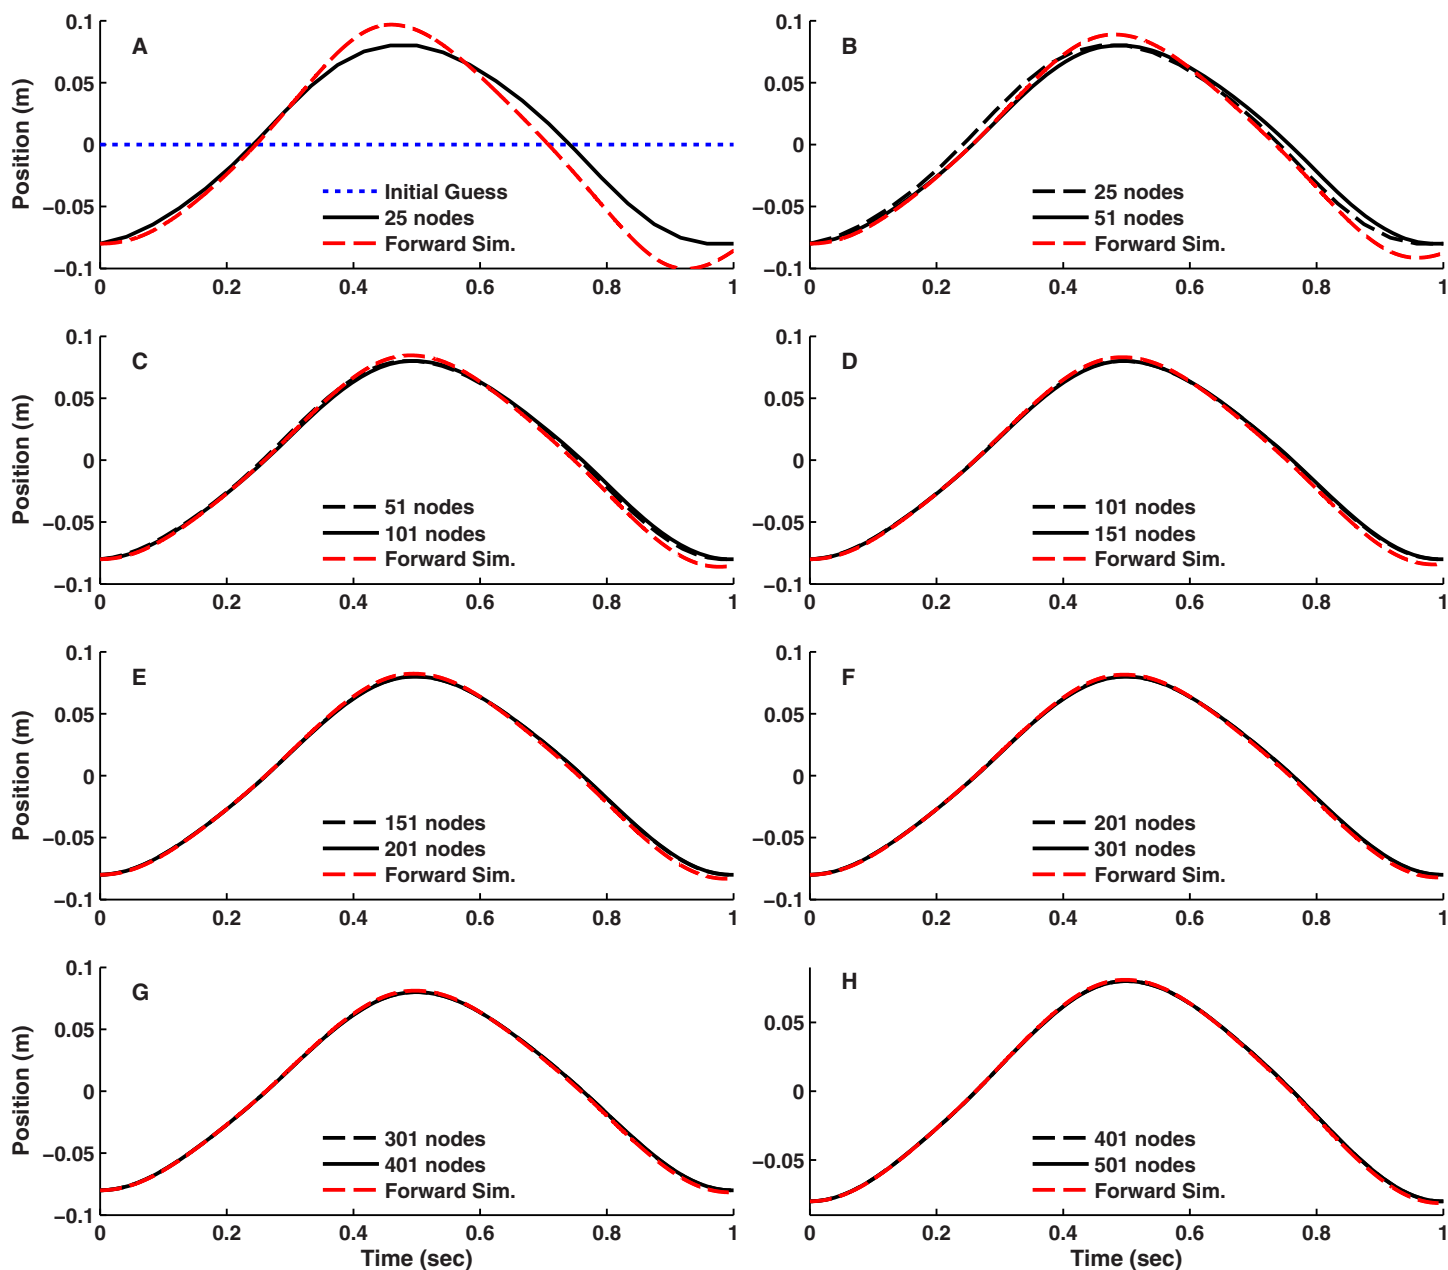 A
0.1
0.05
0
−0.05
−0.1
Position (m)
Initial Guess
25 nodes
Forward Sim.
0 0.2 0.4 0.6 0.8 1
B
0.1
0.05
0
−0.05
−0.1
25 nodes
51 nodes
Forward Sim.
0 0.2 0.4 0.6 0.8 1
C
0.1
0.05
0
−0.05
−0.1
Position (m)
51 nodes
101 nodes
Forward Sim.
0 0.2 0.4 0.6 0.8 1
D
0.1
0.05
0
−0.05
−0.1
101 nodes
151 nodes
Forward Sim.
0 0.2 0.4 0.6 0.8 1
E
0.1
0.05
0
−0.05
−0.1
Position (m)
151 nodes
201 nodes
Forward Sim.
0 0.2 0.4 0.6 0.8 1
F
0.1
0.05
0
−0.05
−0.1
201 nodes
301 nodes
Forward Sim.
0 0.2 0.4 0.6 0.8 1
G
0.1
0.05
0
−0.05
−0.1
Position (m)
301 nodes
401 nodes
Forward Sim.
0 0.2 0.4 0.6 0.8 1
Time (sec)
H
0.05
0
−0.05
401 nodes
501 nodes
Forward Sim.
0 0.2 0.4 0.6 0.8 1
Time (sec)